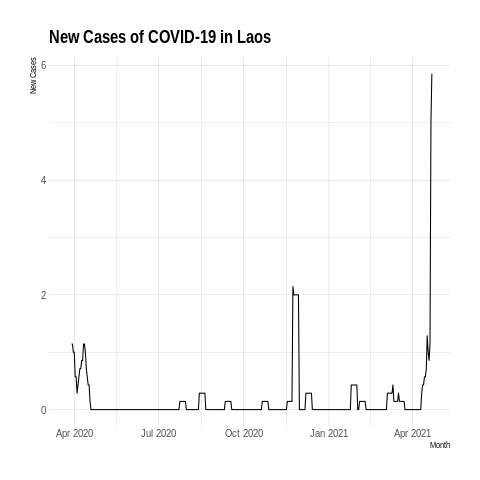 New Cases of COVID-19 in Laos
New Cases
6
4
2
0
Apr 2020 Jul 2020 Oct 2020 Jan 2021 Apr 2021
Month